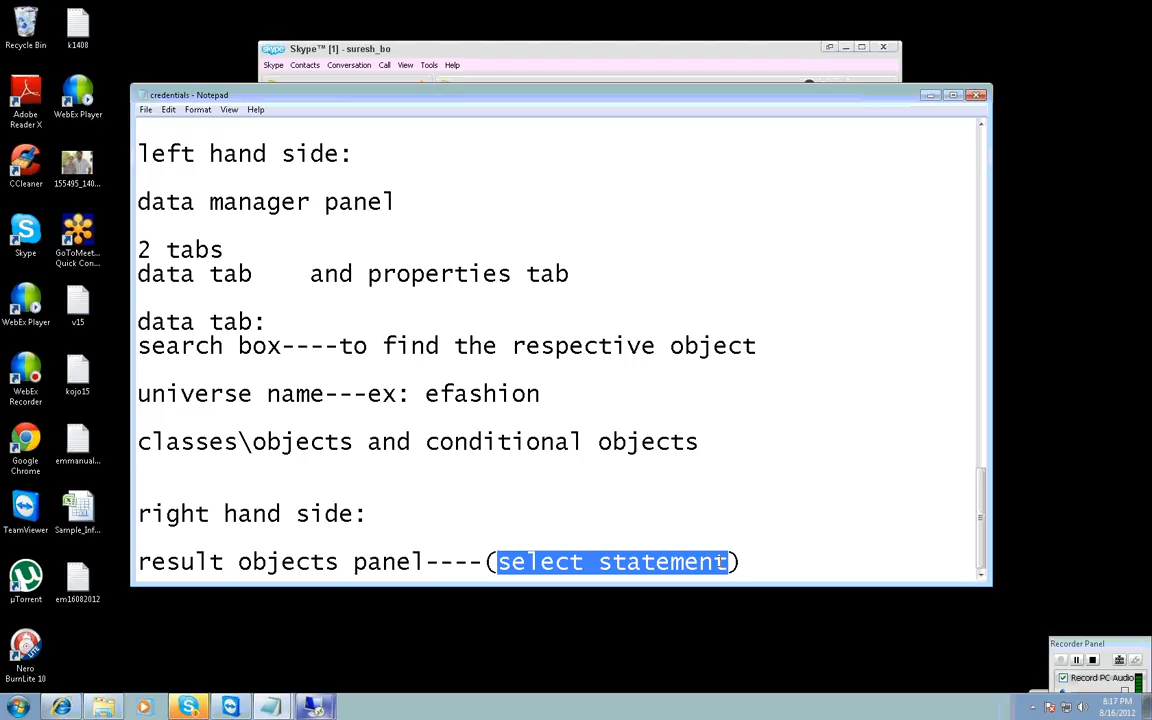 Recycle Bin
k1408
Adobe Reader X
WebEx Player
CCleaner
155495_140...
Skype
GoToMeet... Quick Con...
WebEx Player
v15
WebEx Recorder
kojo15
Google Chrome
emmanual...
TeamViewer
Sample_Inf...
µTorrent
em16082012
Nero BurnLite 10
Skype™ [1] - suresh_bo
Skype Contacts Conversation Call View Tools Help
credentials - Notepad
File Edit Format View Help
left hand side:
data manager panel
2 tabs
data tab and properties tab
data tab:
search box----to find the respective object
universe name---ex: efashion
classes\objects and conditional objects
right hand side:
result objects panel----(select statement)
Recorder Panel
Record PC Audio
8:17 PM
8/16/2012